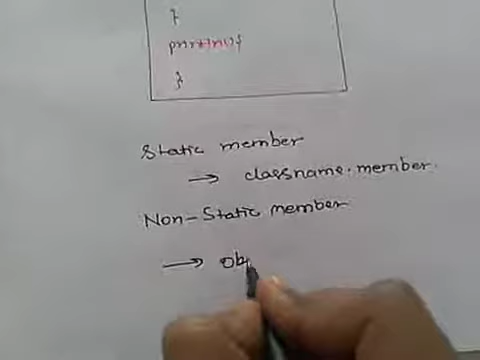 }
}
Static member
→ classname.member.
Non-Static member
→ ob